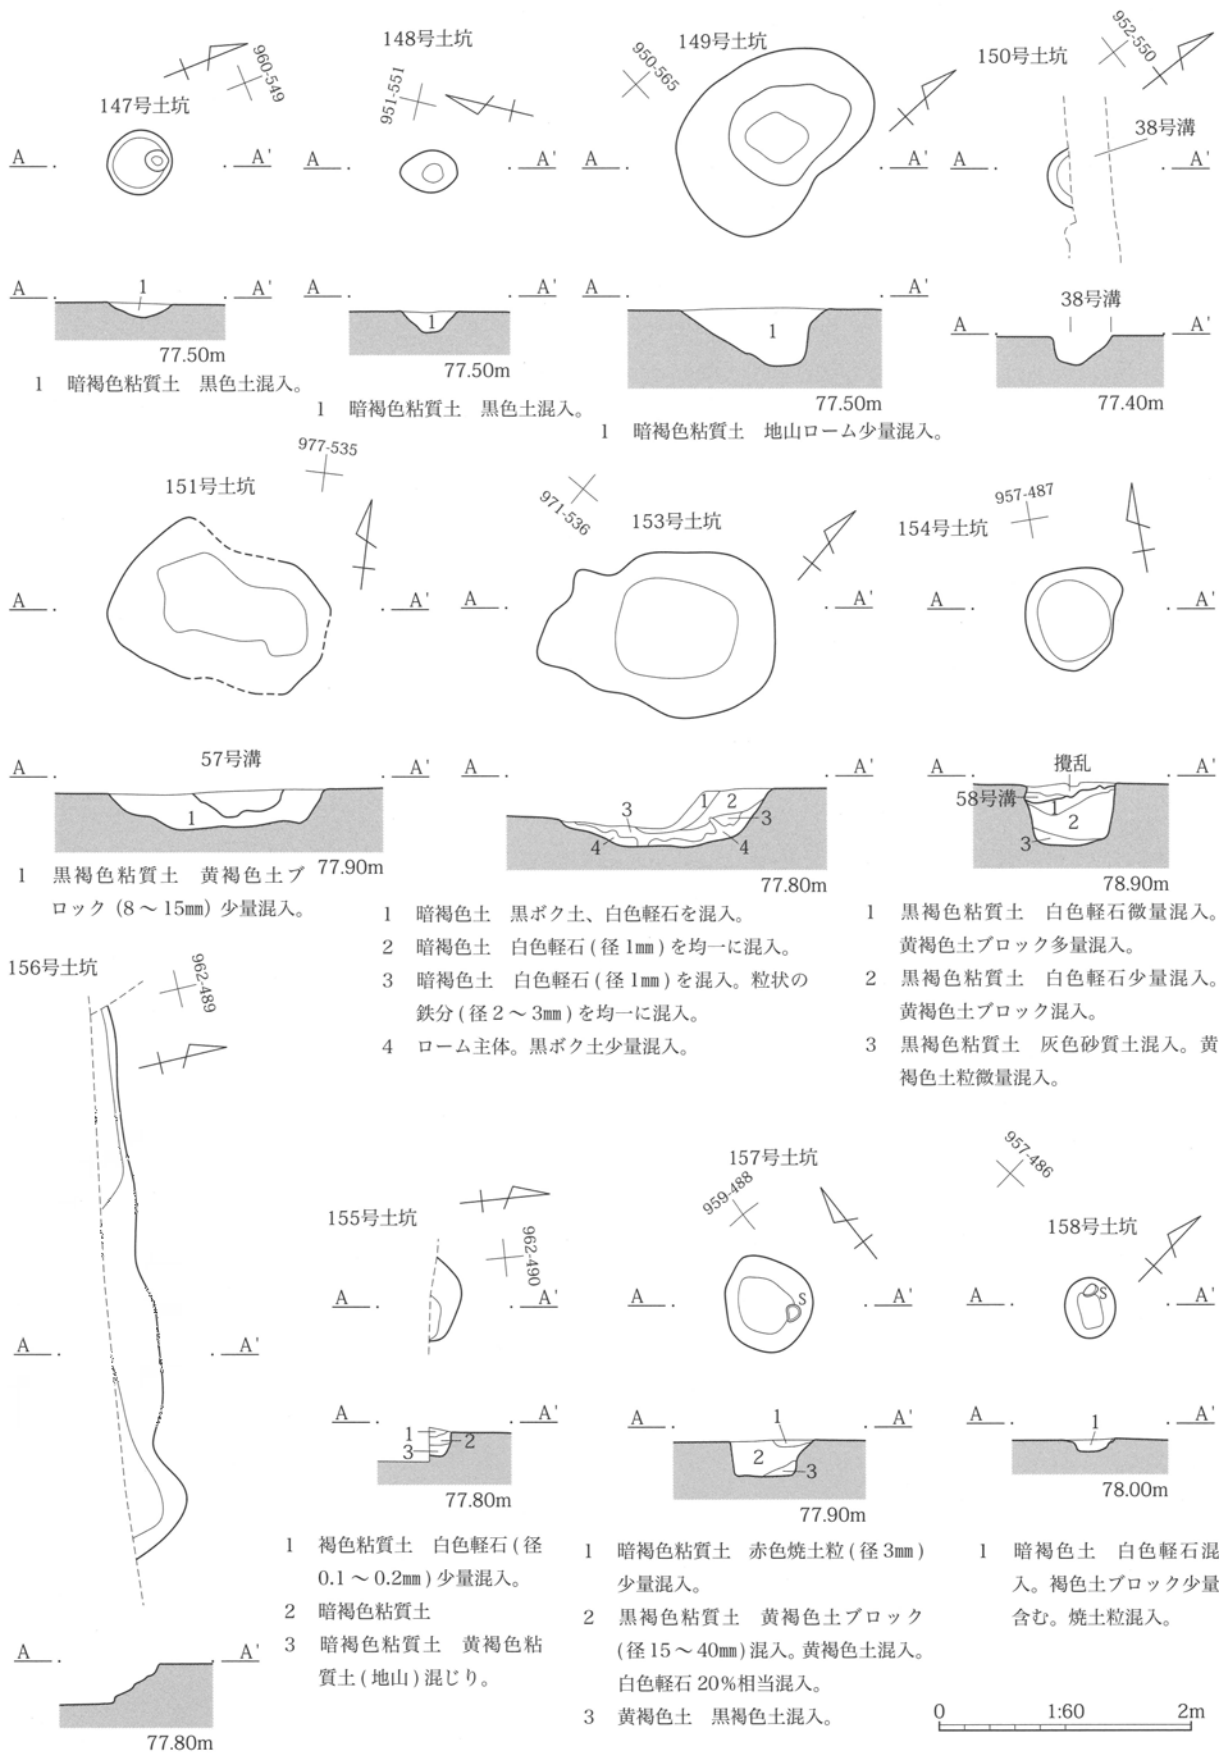 147号土坑
960-549
A
A'
A
1
A'
77.50m
1 暗褐色粘質土 黒色土混入。
148号土坑
951-551
A
A'
A
1
A'
77.50m
1 暗褐色粘質土 黒色土混入。
149号土坑
950-565
A
A'
A
1
A'
77.50m
1 暗褐色粘質土 地山ローム少量混入。
150号土坑
952-550
38号溝
A
A'
38号溝
A
A'
77.40m
151号土坑
977-535
A
A'
57号溝
A
1
A'
77.90m
1 黒褐色粘質土 黄褐色土ブ
ロック (8～15㎜) 少量混入。
153号土坑
971-536
A
A'
A
1
2
3
3
4
4
A'
77.80m
1 暗褐色土 黒ボク土、白色軽石を混入。
2 暗褐色土 白色軽石(径1㎜)を均一に混入。
3 暗褐色土 白色軽石(径1㎜)を混入。粒状の
鉄分(径2～3㎜)を均一に混入。
4 ローム主体。黒ボク土少量混入。
154号土坑
957-487
A
A'
攪乱
A
58号溝
1
2
3
A'
78.90m
1 黒褐色粘質土 白色軽石微量混入。
黄褐色土ブロック多量混入。
2 黒褐色粘質土 白色軽石少量混入。
黄褐色土ブロック混入。
3 黒褐色粘質土 灰色砂質土混入。黄
褐色土粒微量混入。
156号土坑
962-489
A
A'
A
A'
77.80m
155号土坑
962-490
A
A'
A
1
2
3
A'
77.80m
1 褐色粘質土 白色軽石(径
0.1～0.2㎜)少量混入。
2 暗褐色粘質土
3 暗褐色粘質土 黄褐色粘
質土(地山)混じり。
157号土坑
959-488
A
S
A'
A
1
2
3
A'
77.90m
1 暗褐色粘質土 赤色焼土粒(径3㎜)
少量混入。
2 黒褐色粘質土 黄褐色土ブロック
(径15～40㎜)混入。黄褐色土混入。
白色軽石20%相当混入。
3 黄褐色土 黒褐色土混入。
957-486
158号土坑
A
S
A'
A
1
A'
78.00m
1 暗褐色土 白色軽石混
入。褐色土ブロック少量
含む。焼土粒混入。
0 1:60 2m